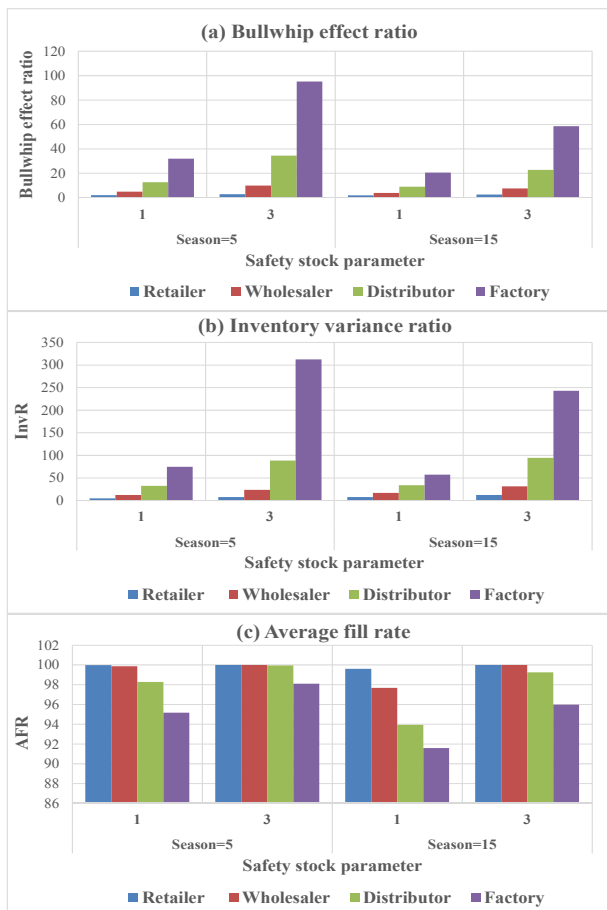 (a) Bullwhip effect ratio
120
100
80
60
40
20
0
Bullwhip effect ratio
1 3 1 3
Season=5 Season=15
Safety stock parameter
Retailer Wholesaler Distributor Factory
(b) Inventory variance ratio
350
300
250
200
150
100
50
0
InvR
1 3 1 3
Season=5 Season=15
Safety stock parameter
Retailer Wholesaler Distributor Factory
(c) Average fill rate
102
100
98
96
94
92
90
88
86
AFR
1 3 1 3
Season=5 Season=15
Safety stock parameter
Retailer Wholesaler Distributor Factory